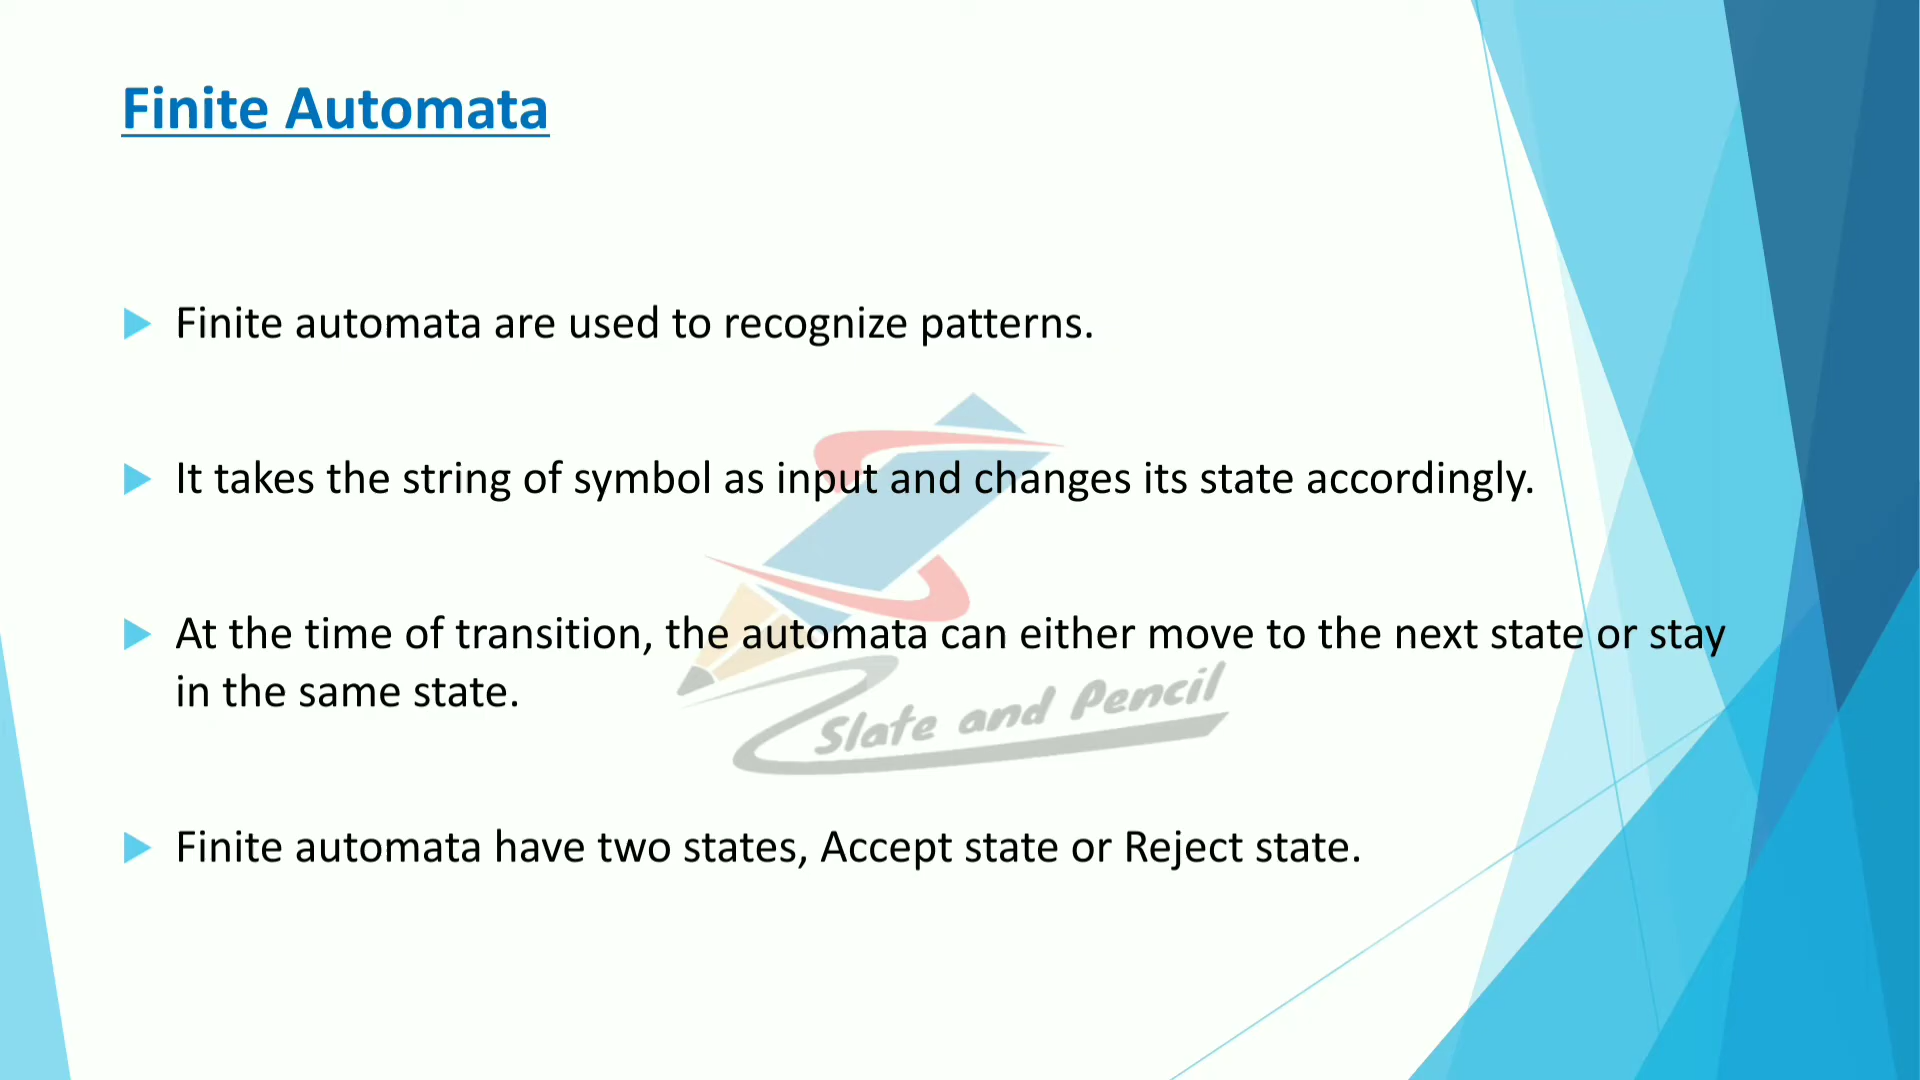 Finite Automata
Finite automata are used to recognize patterns.
It takes the string of symbol as input and changes its state accordingly.
At the time of transition, the automata can either move to the next state or stay
in the same state.
Slate and Pencil
Finite automata have two states, Accept state or Reject state.